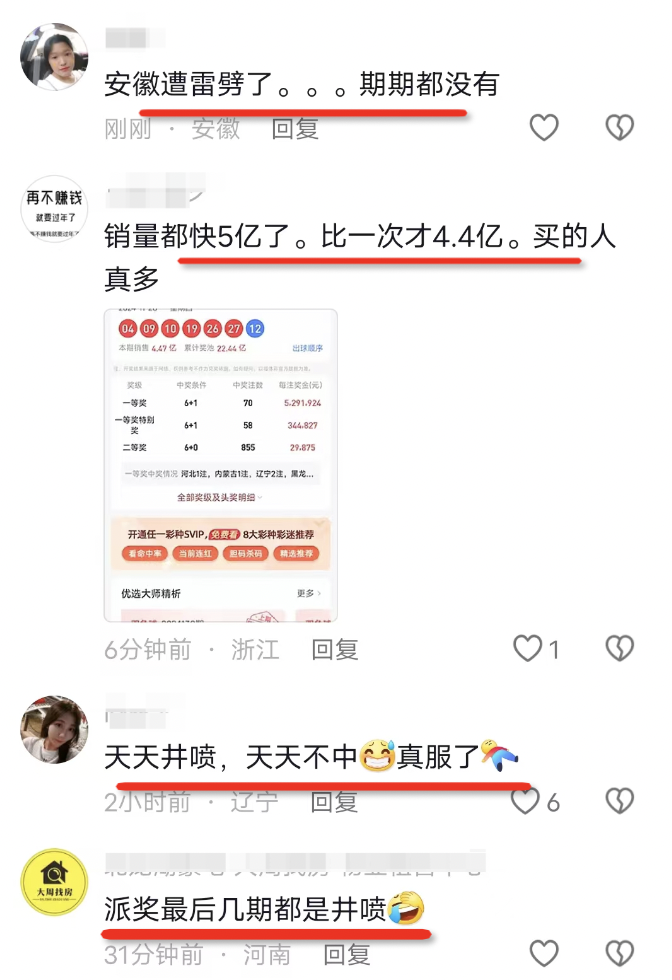 安徽遭雷劈了。。。期期都没有
刚刚 · 安徽 回复
再不赚钱
就要过年了
销量都快5亿了。比一次才4.4亿。买的人
真多
04 09 10 19 26 27 12
本期销售 4.47 亿 累计奖池 22.44 亿 出球顺序
奖级 中奖条件 中奖注数 每注奖金(元)
一等奖 6+1 70 5,291,924
一等奖特别
奖 6+1 58 344,827
二等奖 6+0 855 29,875
一等奖中奖情况 河北1注，内蒙古1注，辽宁2注，黑龙...
全部奖级及头奖明细
开通任一彩种SVIP，免费看 8大彩种彩迷推荐
看命中率 当前连红 胆码杀码 精选推荐
优选大师精析 更多
6分钟前 · 浙江 回复 1
天天井喷，天天不中😅真服了
2小时前 · 辽宁 回复 6
大周找房
派奖最后几期都是井喷🤣
31分钟前 · 河南 回复